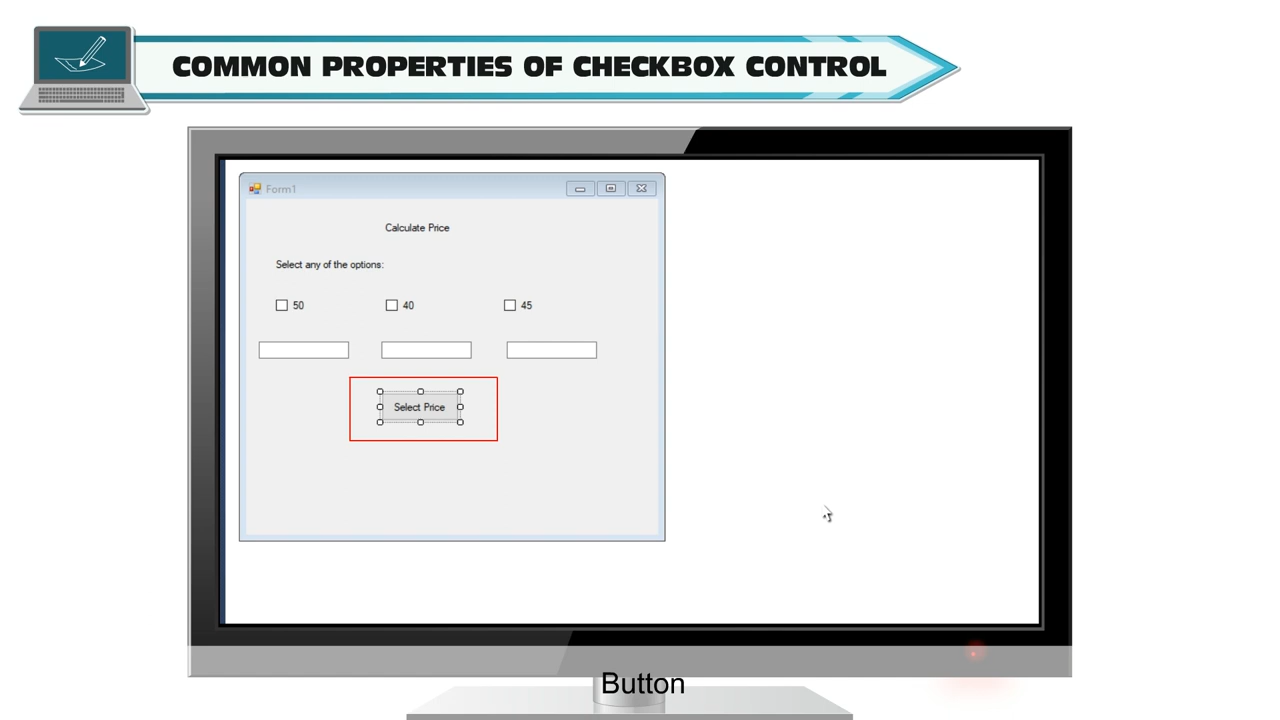 COMMON PROPERTIES OF CHECKBOX CONTROL
Form1
Calculate Price
Select any of the options:
50 40 45
Select Price
Button